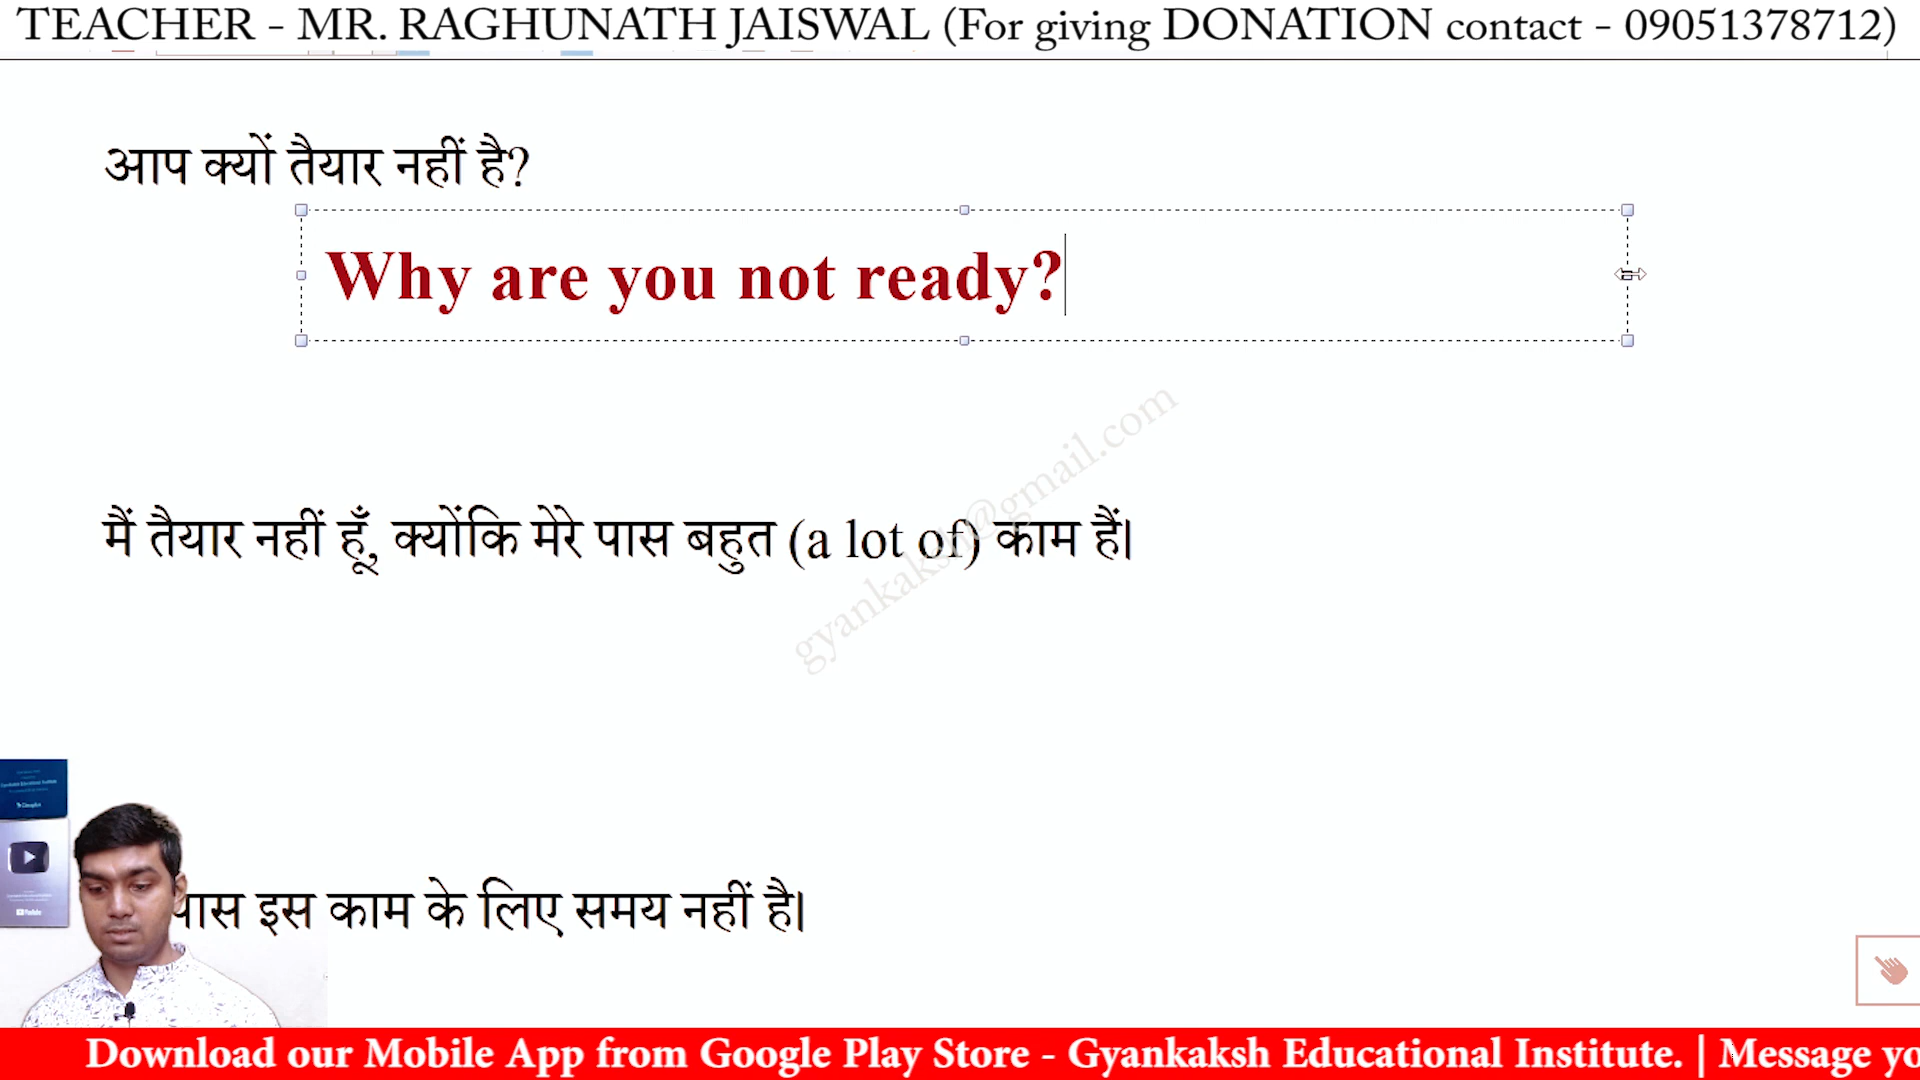 TEACHER - MR. RAGHUNATH JAISWAL (For giving DONATION contact - 09051378712)
आप क्यों तैयार नहीं है?
Why are you not ready?
gyankaksh@gmail.com
मैं तैयार नहीं हूँ, क्योंकि मेरे पास बहुत (a lot of) काम हैं।
पास इस काम के लिए समय नहीं है।
Download our Mobile App from Google Play Store - Gyankaksh Educational Institute. | Message yo